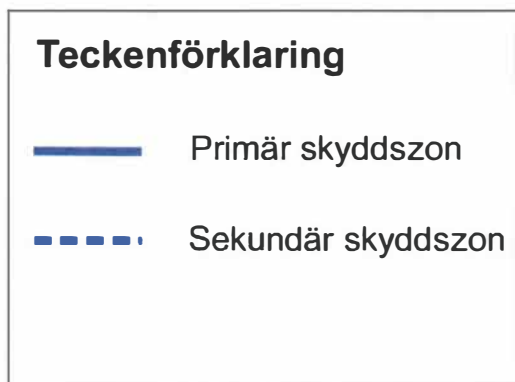 Teckenförklaring
Primär skyddszon
Sekundär skyddszon